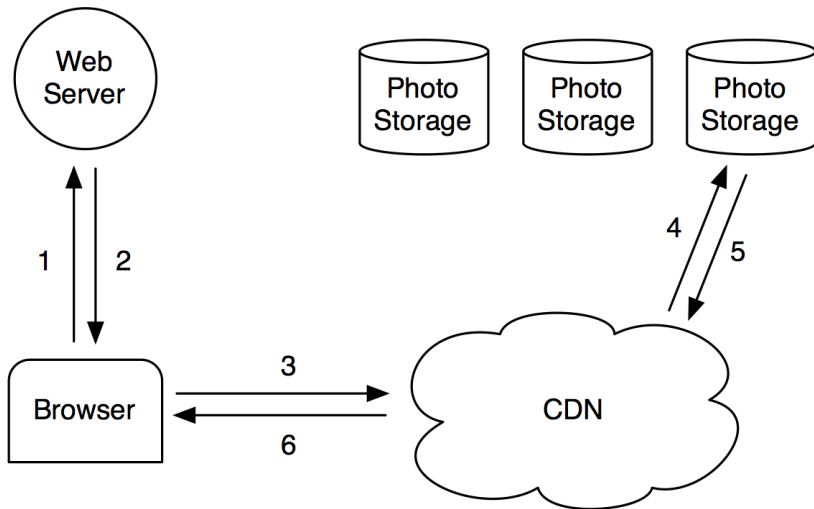 Web
Server
Photo
Storage
Photo
Storage
Photo
Storage
1
2
4
5
3
Browser
CDN
6